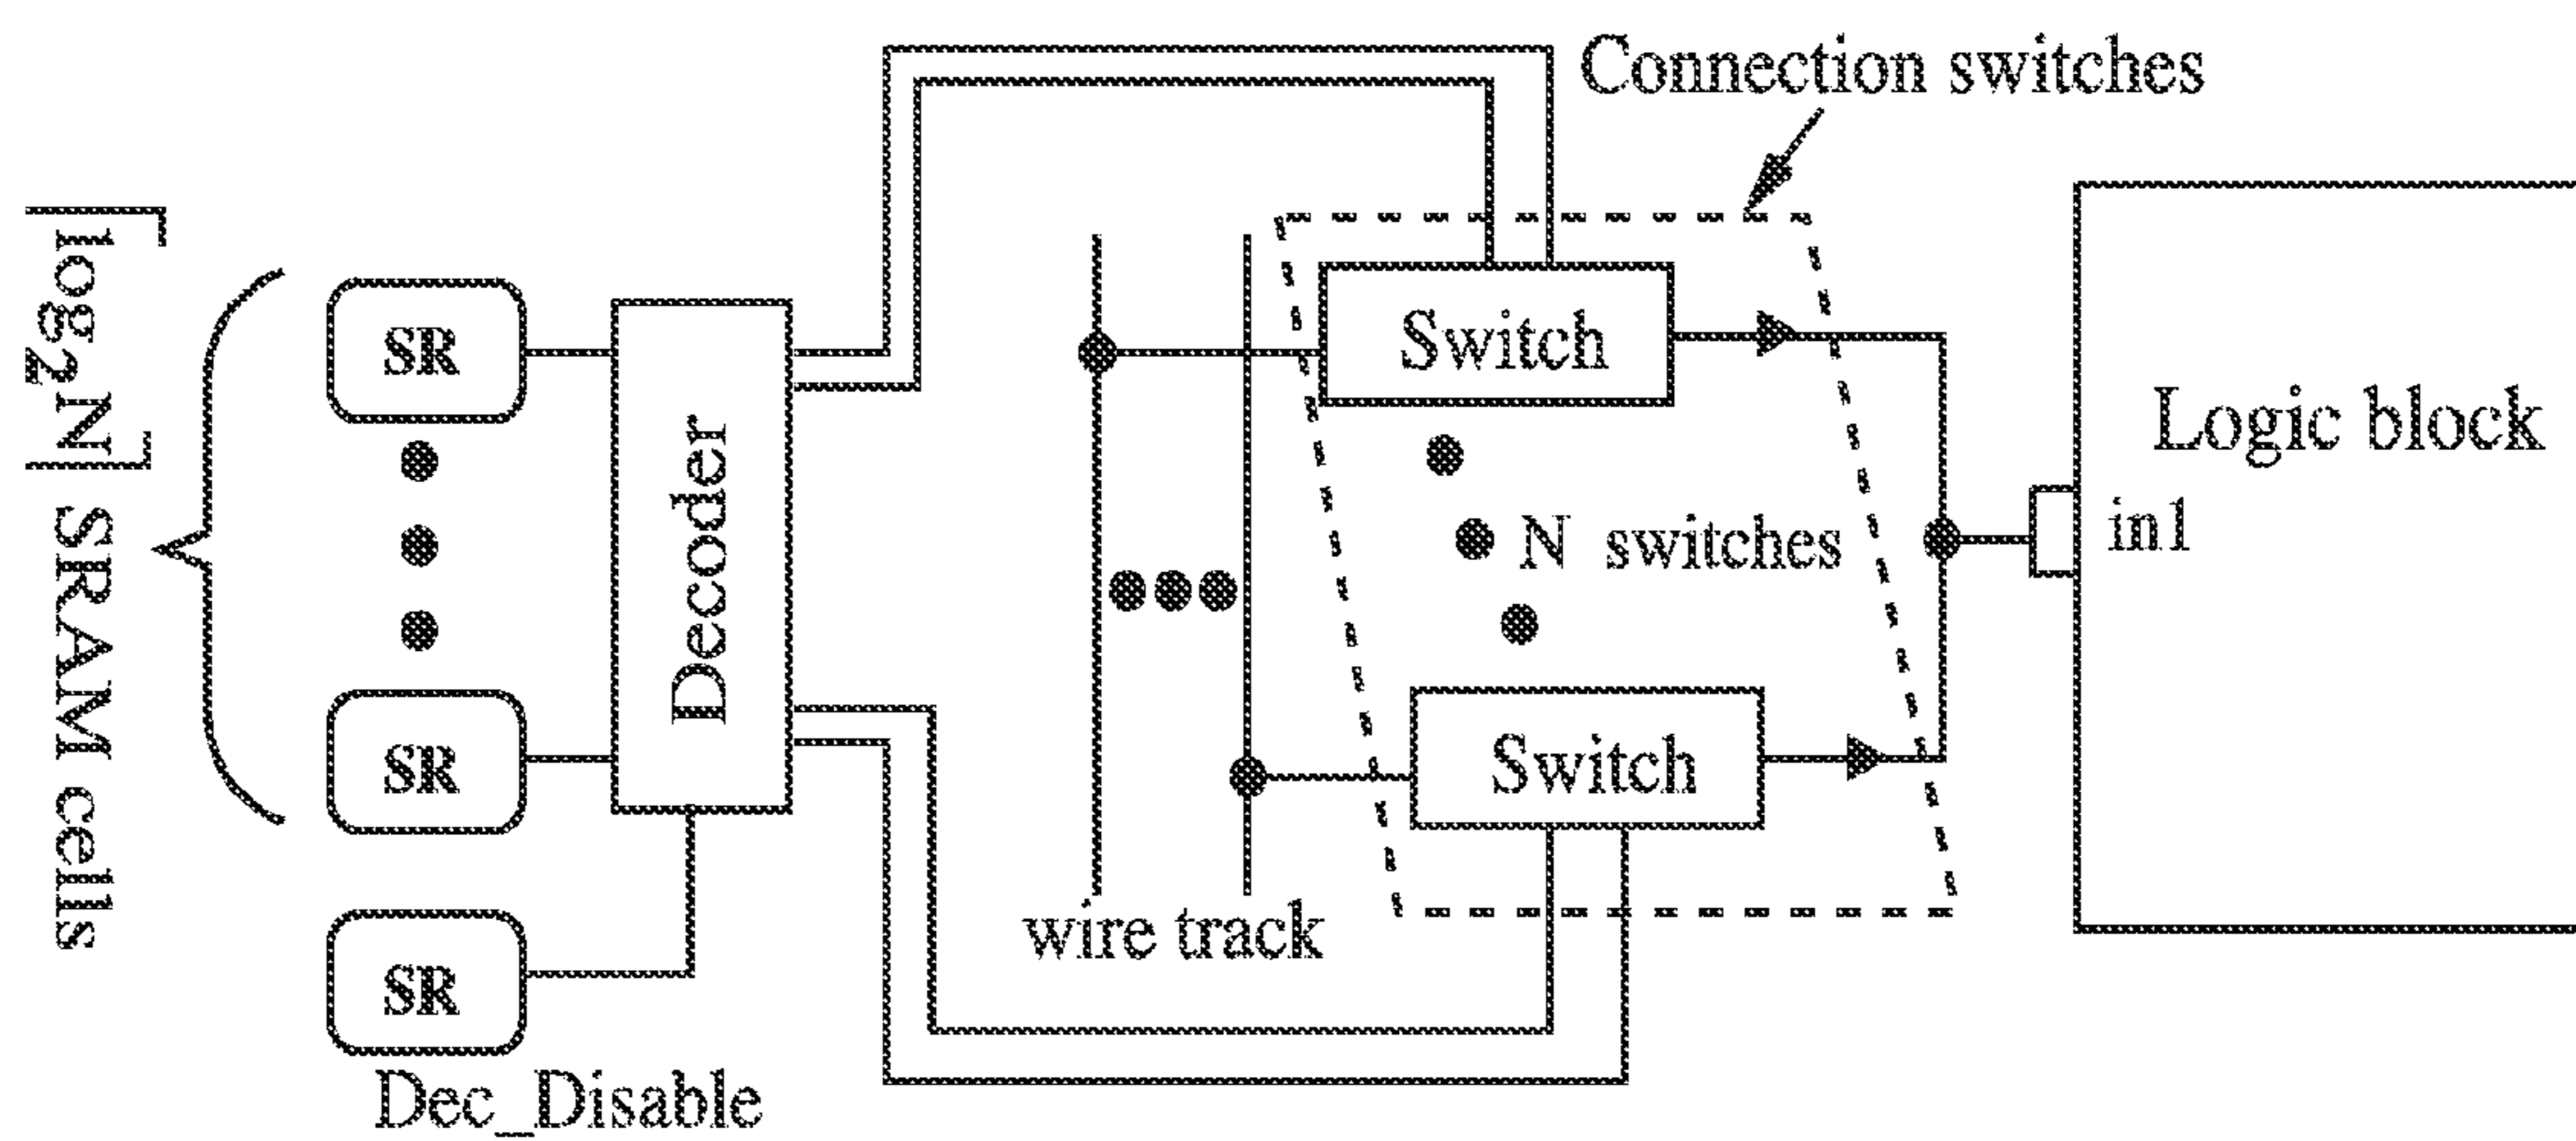 Connection switches
⌈log2N⌉ SRAM cells
SR
SR
SR
Dec_Disable
Decoder
wire track
Switch
N switches
Switch
Logic block
in1